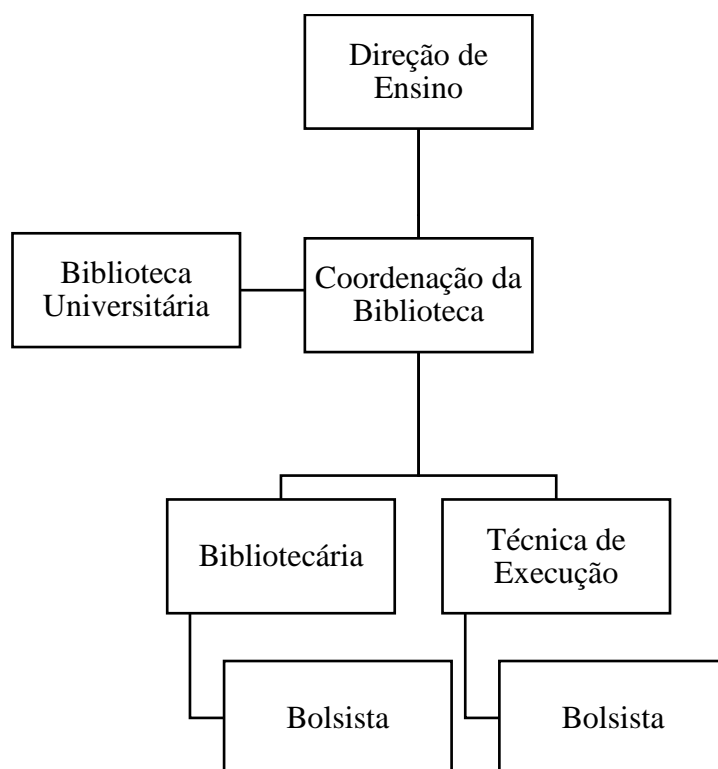 Direção de
Ensino
Biblioteca
Universitária
Coordenação da
Biblioteca
Bibliotecária
Técnica de
Execução
Bolsista
Bolsista